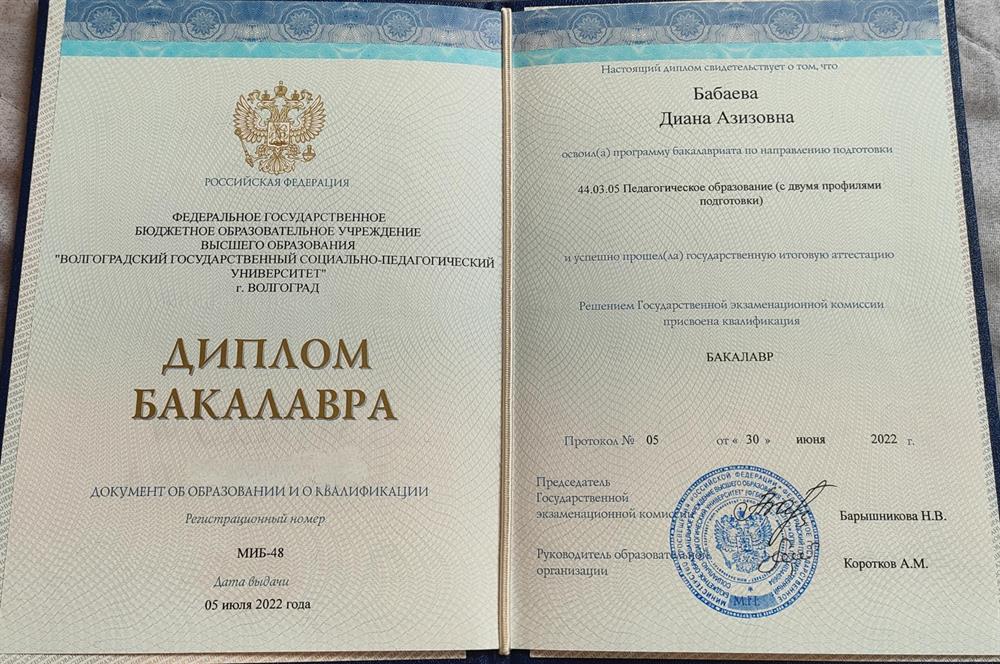 РОССИЙСКАЯ ФЕДЕРАЦИЯ
ФЕДЕРАЛЬНОЕ ГОСУДАРСТВЕННОЕ
БЮДЖЕТНОЕ ОБРАЗОВАТЕЛЬНОЕ УЧРЕЖДЕНИЕ
ВЫСШЕГО ОБРАЗОВАНИЯ
"ВОЛГОГРАДСКИЙ ГОСУДАРСТВЕННЫЙ СОЦИАЛЬНО-ПЕДАГОГИЧЕСКИЙ
УНИВЕРСИТЕТ"
г. ВОЛГОГРАД
ДИПЛОМ
БАКАЛАВРА
ДОКУМЕНТ ОБ ОБРАЗОВАНИИ И О КВАЛИФИКАЦИИ
Регистрационный номер
МИБ-48
Дата выдачи
05 июля 2022 года
Настоящий диплом свидетельствует о том, что
Бабаева
Диана Азизовна
освоил(а) программу бакалавриата по направлению подготовки
44.03.05 Педагогическое образование (с двумя профилями
подготовки)
и успешно прошел(ла) государственную итоговую аттестацию
Решением Государственной экзаменационной комиссии
присвоена квалификация
БАКАЛАВР
Протокол № 05 от « 30 » июня 2022 г.
Председатель
Государственной
экзаменационной комиссии
Барышникова Н.В.
Руководитель образовательной
организации
Коротков А.М.
М.П.